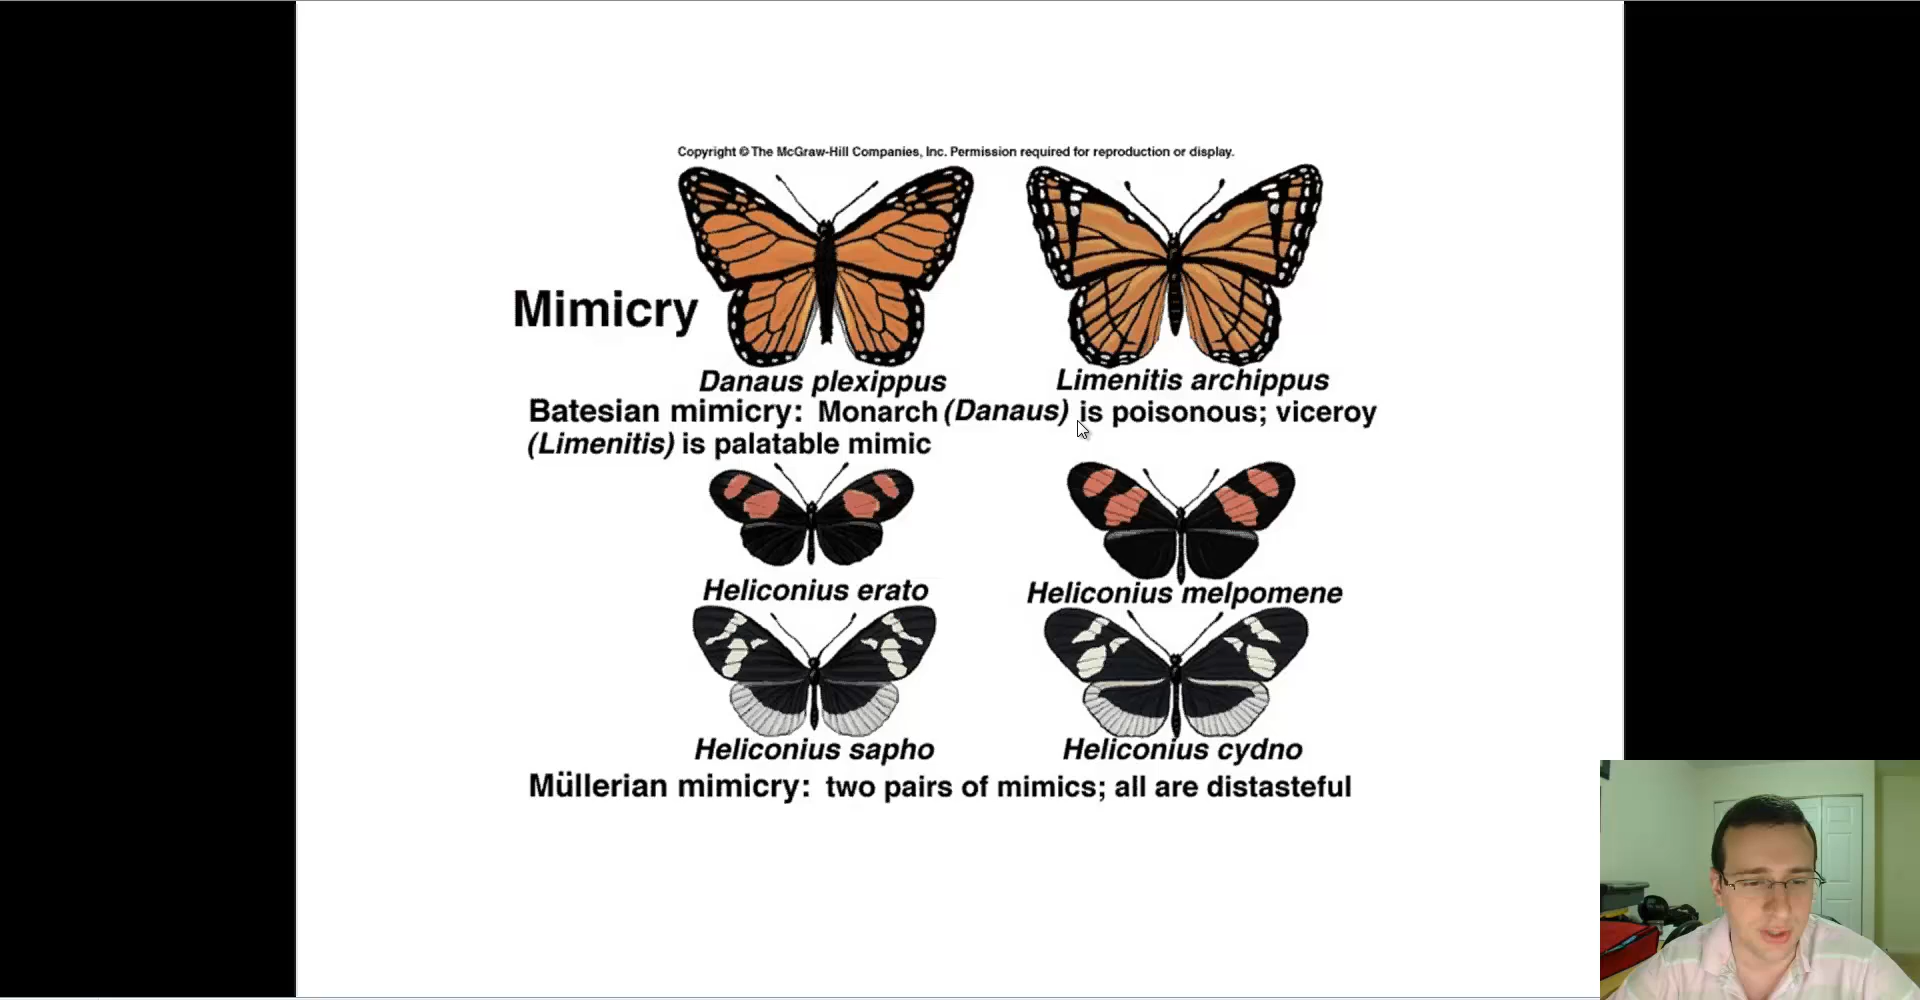 Copyright © The McGraw-Hill Companies, Inc. Permission required for reproduction or display.
Mimicry
Danaus plexippus
Limenitis archippus
Batesian mimicry: Monarch (Danaus) is poisonous; viceroy
(Limenitis) is palatable mimic
Heliconius erato
Heliconius melpomene
Heliconius sapho
Heliconius cydno
Müllerian mimicry: two pairs of mimics; all are distasteful